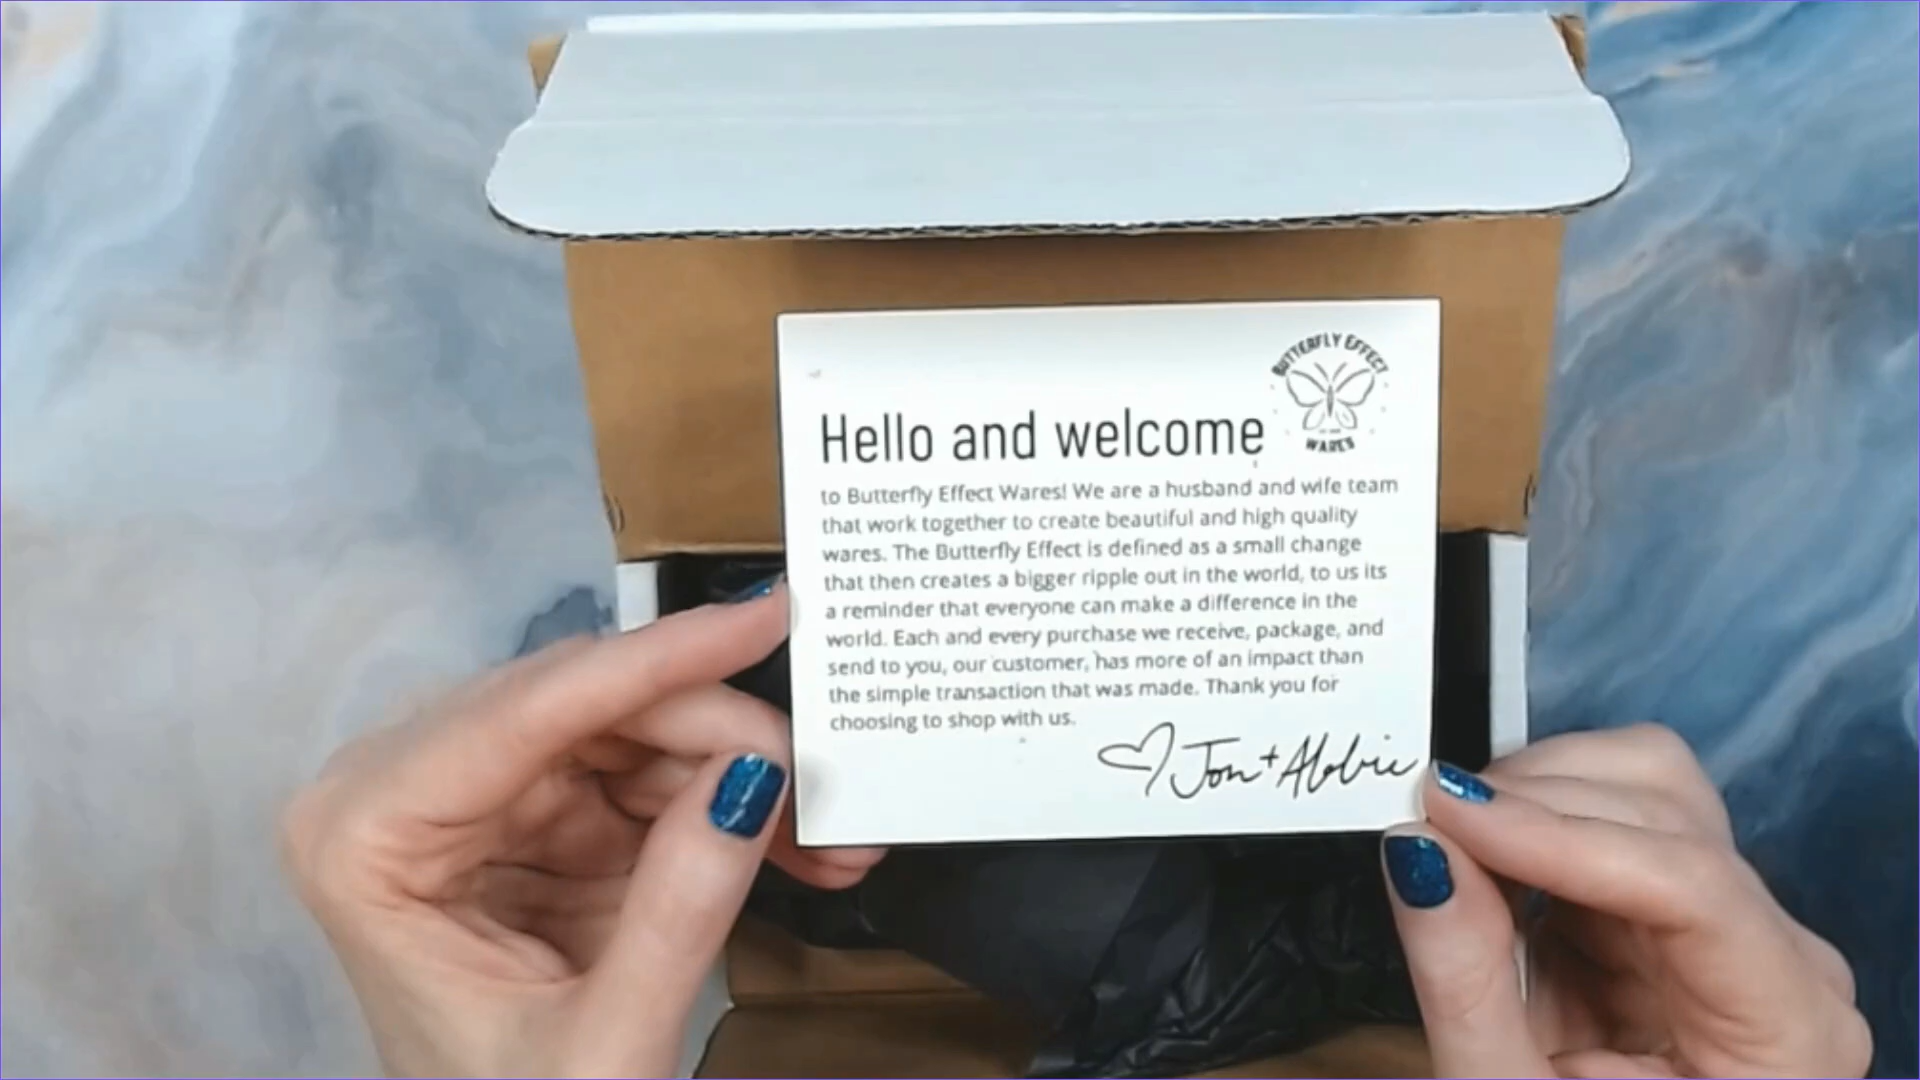 BUTTERFLY EFFECT
WARES
Hello and welcome
to Butterfly Effect Wares! We are a husband and wife team
that work together to create beautiful and high quality
wares. The Butterfly Effect is defined as a small change
that then creates a bigger ripple out in the world, to us its
a reminder that everyone can make a difference in the
world. Each and every purchase we receive, package, and
send to you, our customer, has more of an impact than
the simple transaction that was made. Thank you for
choosing to shop with us.
Jon + Abbie